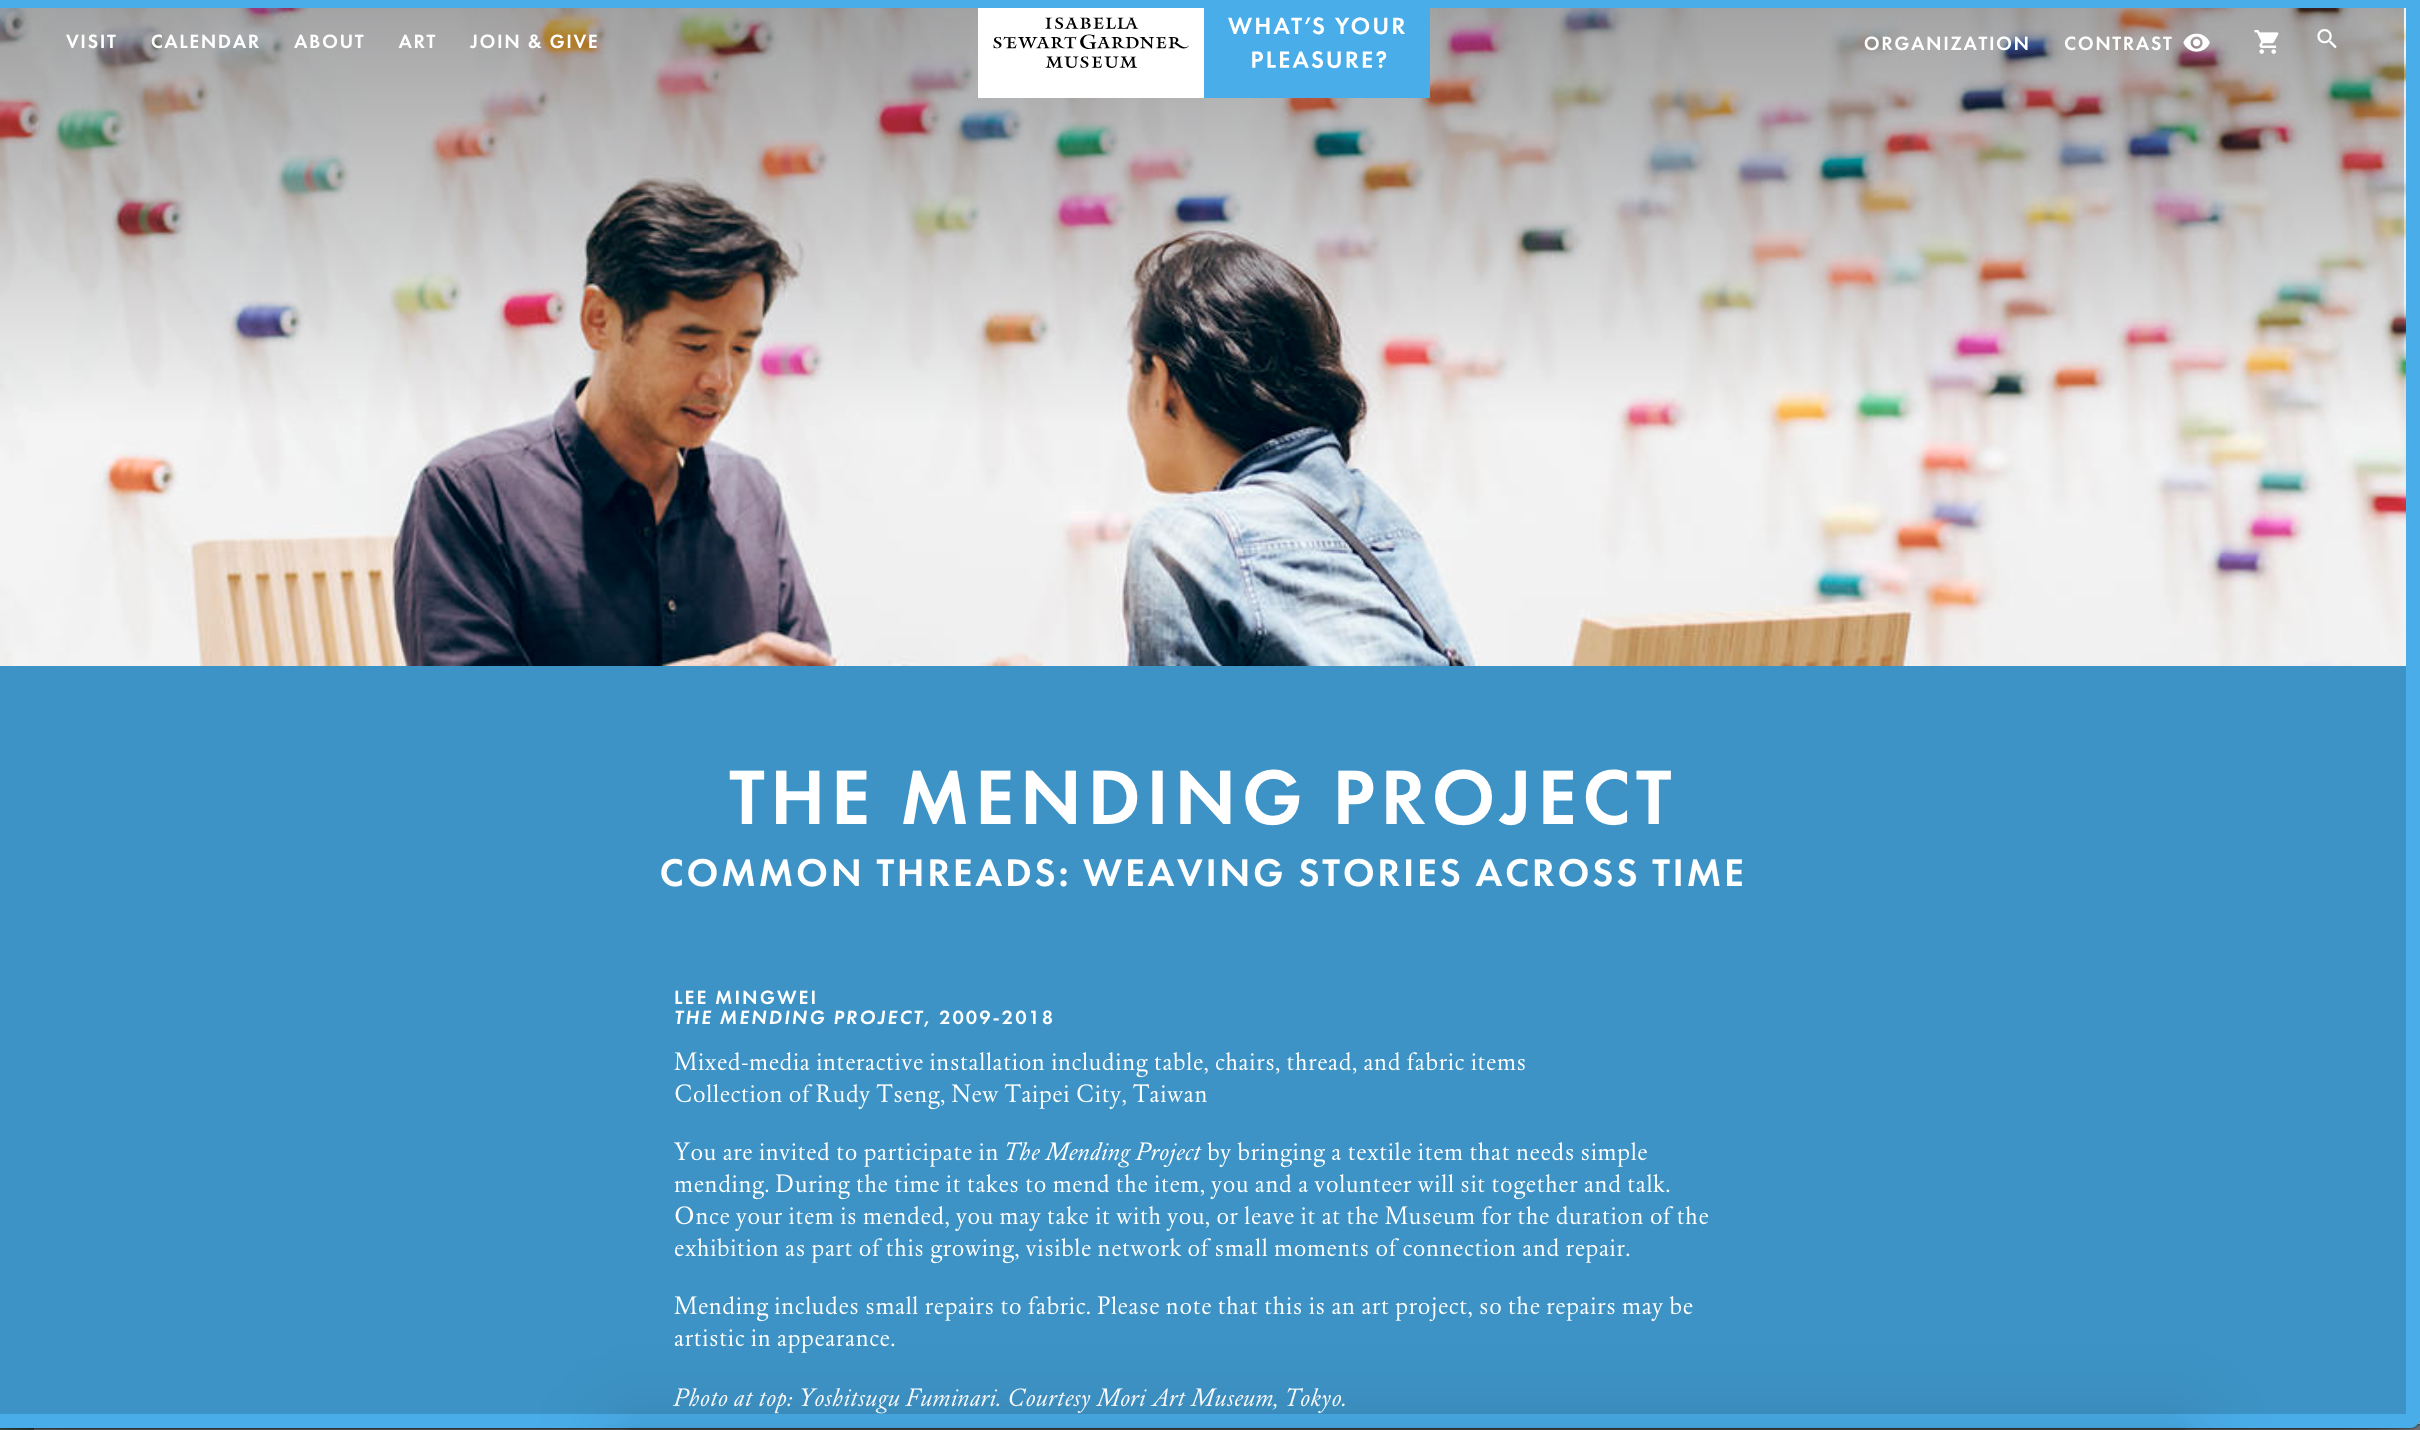 VISIT CALENDAR ABOUT ART JOIN & GIVE
ISABELLA
STEWART GARDNER
MUSEUM
WHAT'S YOUR
PLEASURE?
ORGANIZATION CONTRAST
THE MENDING PROJECT
COMMON THREADS: WEAVING STORIES ACROSS TIME
LEE MINGWEI
THE MENDING PROJECT, 2009-2018
Mixed-media interactive installation including table, chairs, thread, and fabric items
Collection of Rudy Tseng, New Taipei City, Taiwan
You are invited to participate in The Mending Project by bringing a textile item that needs simple
mending. During the time it takes to mend the item, you and a volunteer will sit together and talk.
Once your item is mended, you may take it with you, or leave it at the Museum for the duration of the
exhibition as part of this growing, visible network of small moments of connection and repair.
Mending includes small repairs to fabric. Please note that this is an art project, so the repairs may be
artistic in appearance.
Photo at top: Yoshitsugu Fuminari. Courtesy Mori Art Museum, Tokyo.